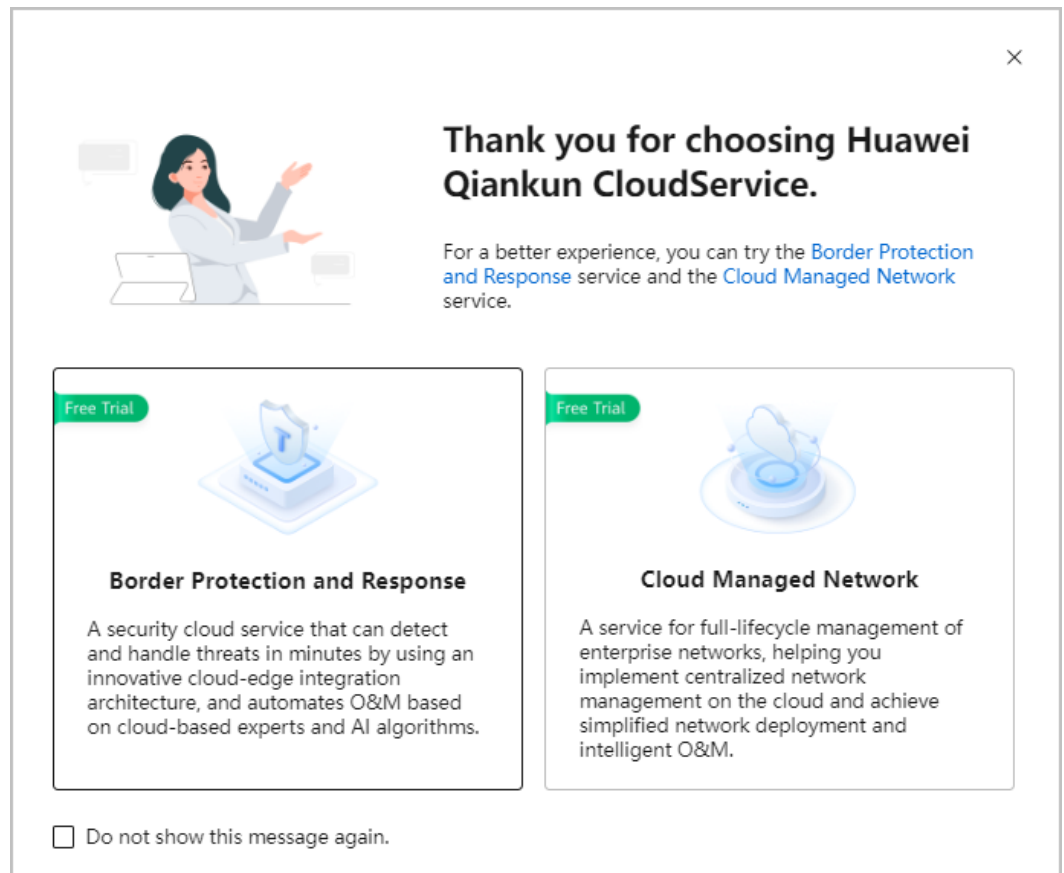 Thank you for choosing Huawei
Qiankun CloudService.
For a better experience, you can try the Border Protection
and Response service and the Cloud Managed Network
service.
Free Trial
T
Border Protection and Response
A security cloud service that can detect
and handle threats in minutes by using an
innovative cloud-edge integration
architecture, and automates O&M based
on cloud-based experts and AI algorithms.
Free Trial
Cloud Managed Network
A service for full-lifecycle management of
enterprise networks, helping you
implement centralized network
management on the cloud and achieve
simplified network deployment and
intelligent O&M.
Do not show this message again.